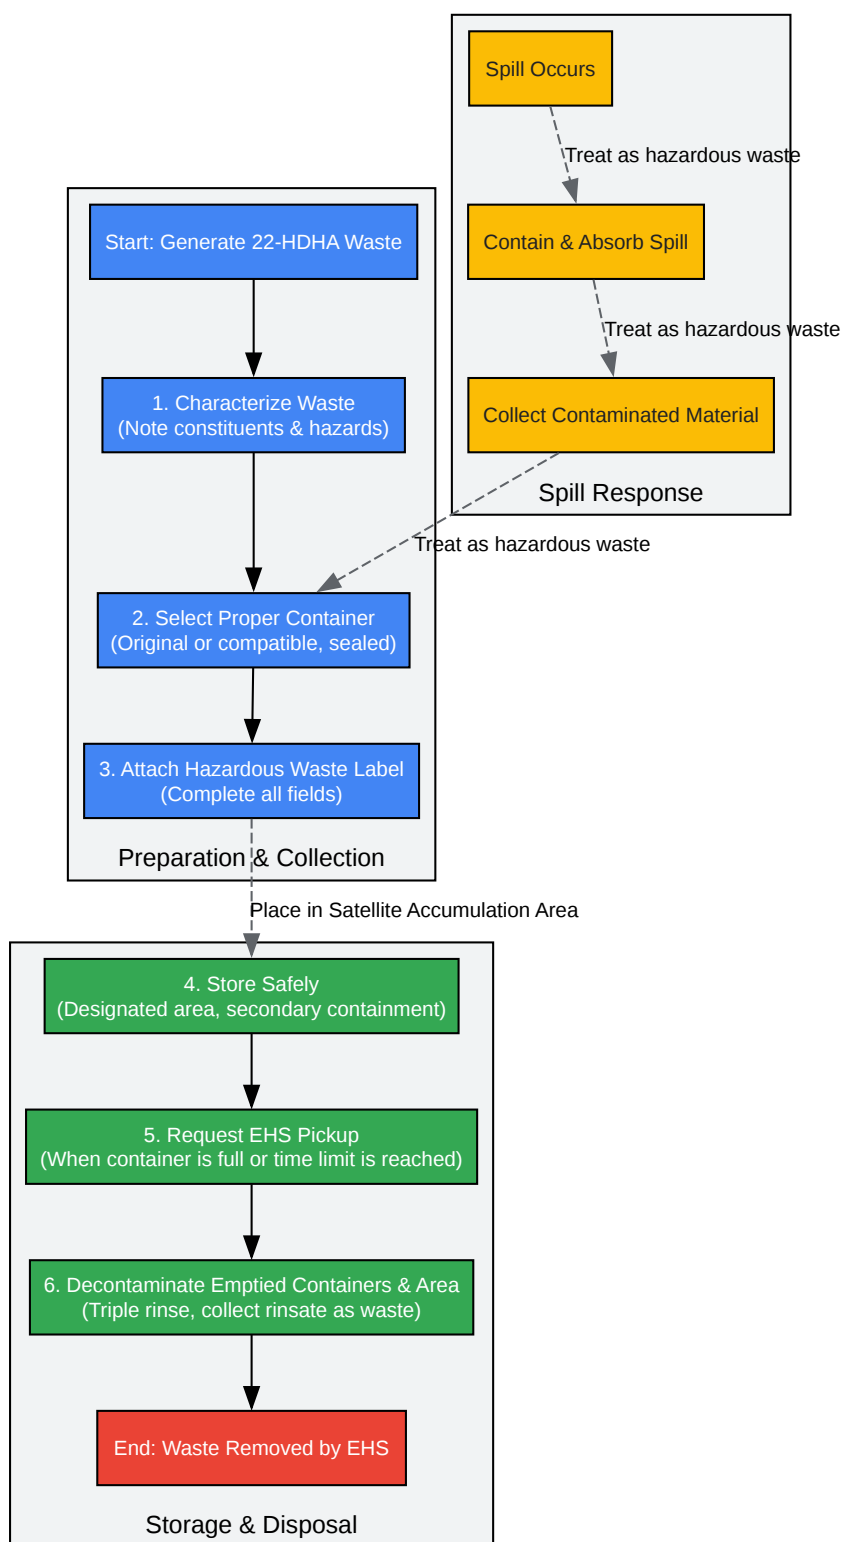 Spill Occurs
Treat as hazardous waste
Contain & Absorb Spill
Treat as hazardous waste
Collect Contaminated Material
Spill Response
Treat as hazardous waste
Start: Generate 22-HDHA Waste
1. Characterize Waste
(Note constituents & hazards)
2. Select Proper Container
(Original or compatible, sealed)
3. Attach Hazardous Waste Label
(Complete all fields)
Preparation & Collection
Place in Satellite Accumulation Area
4. Store Safely
(Designated area, secondary containment)
5. Request EHS Pickup
(When container is full or time limit is reached)
6. Decontaminate Emptied Containers & Area
(Triple rinse, collect rinsate as waste)
End: Waste Removed by EHS
Storage & Disposal